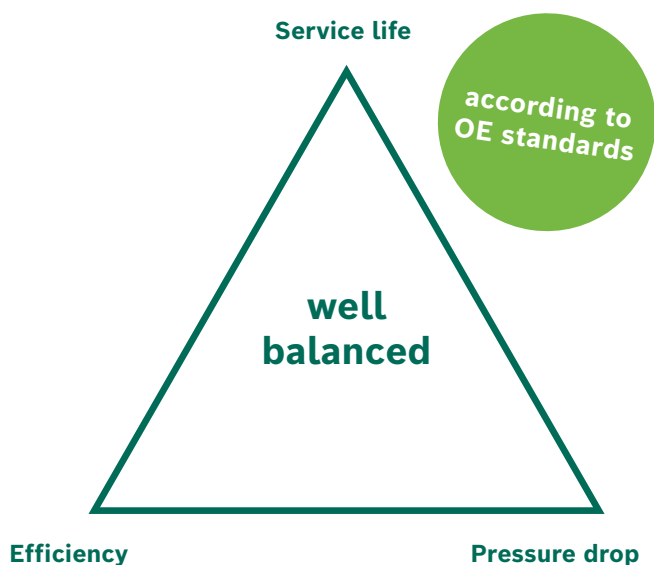 Service life
according to
OE standards
well
balanced
Efficiency
Pressure drop